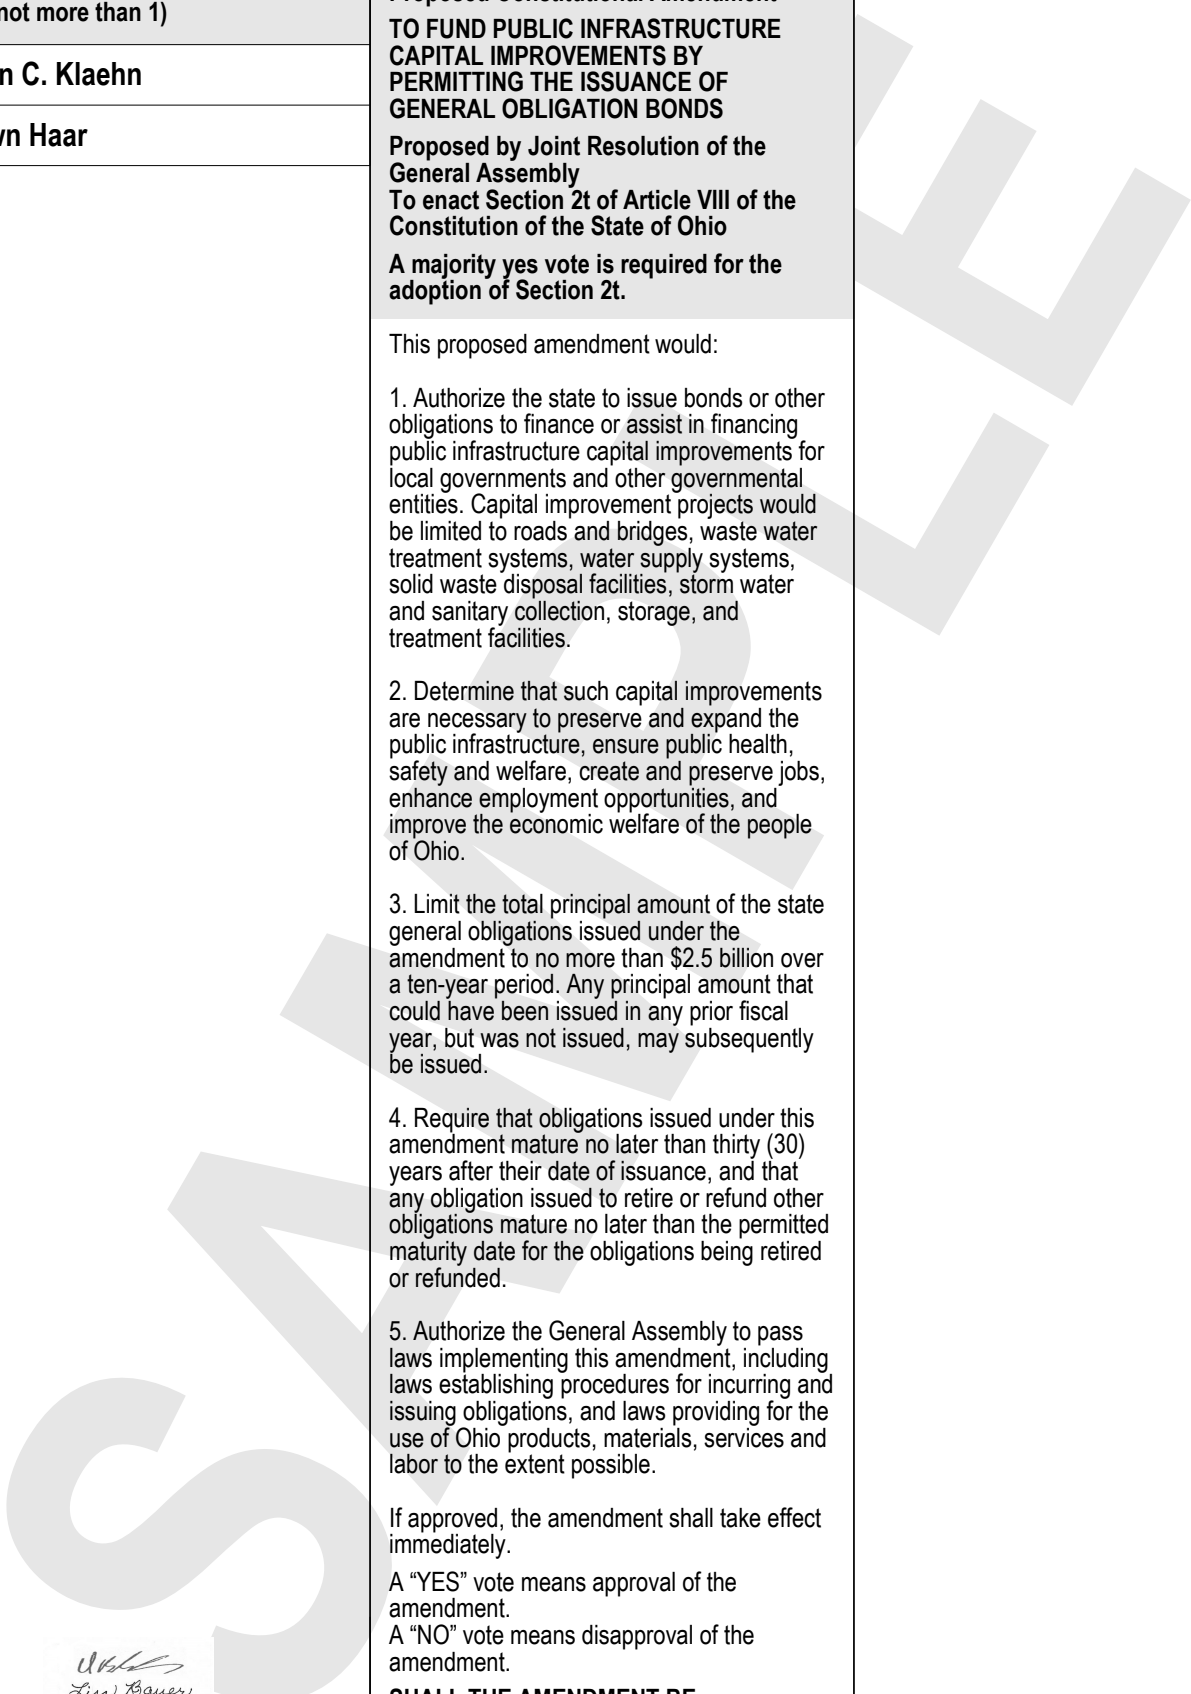 not more than 1)
n C. Klaehn
n Haar
Proposed Constitutional Amendment
TO FUND PUBLIC INFRASTRUCTURE
CAPITAL IMPROVEMENTS BY
PERMITTING THE ISSUANCE OF
GENERAL OBLIGATION BONDS
Proposed by Joint Resolution of the
General Assembly
To enact Section 2t of Article VIII of the
Constitution of the State of Ohio
A majority yes vote is required for the
adoption of Section 2t.
This proposed amendment would:
1. Authorize the state to issue bonds or other
obligations to finance or assist in financing
public infrastructure capital improvements for
local governments and other governmental
entities. Capital improvement projects would
be limited to roads and bridges, waste water
treatment systems, water supply systems,
solid waste disposal facilities, storm water
and sanitary collection, storage, and
treatment facilities.
2. Determine that such capital improvements
are necessary to preserve and expand the
public infrastructure, ensure public health,
safety and welfare, create and preserve jobs,
enhance employment opportunities, and
improve the economic welfare of the people
of Ohio.
3. Limit the total principal amount of the state
general obligations issued under the
amendment to no more than $2.5 billion over
a ten-year period. Any principal amount that
could have been issued in any prior fiscal
year, but was not issued, may subsequently
be issued.
4. Require that obligations issued under this
amendment mature no later than thirty (30)
years after their date of issuance, and that
any obligation issued to retire or refund other
obligations mature no later than the permitted
maturity date for the obligations being retired
or refunded.
5. Authorize the General Assembly to pass
laws implementing this amendment, including
laws establishing procedures for incurring and
issuing obligations, and laws providing for the
use of Ohio products, materials, services and
labor to the extent possible.
If approved, the amendment shall take effect
immediately.
A “YES” vote means approval of the
amendment.
A “NO” vote means disapproval of the
amendment.
SHALL THE AMENDMENT BE
Lisa Bauer
SAMPLE